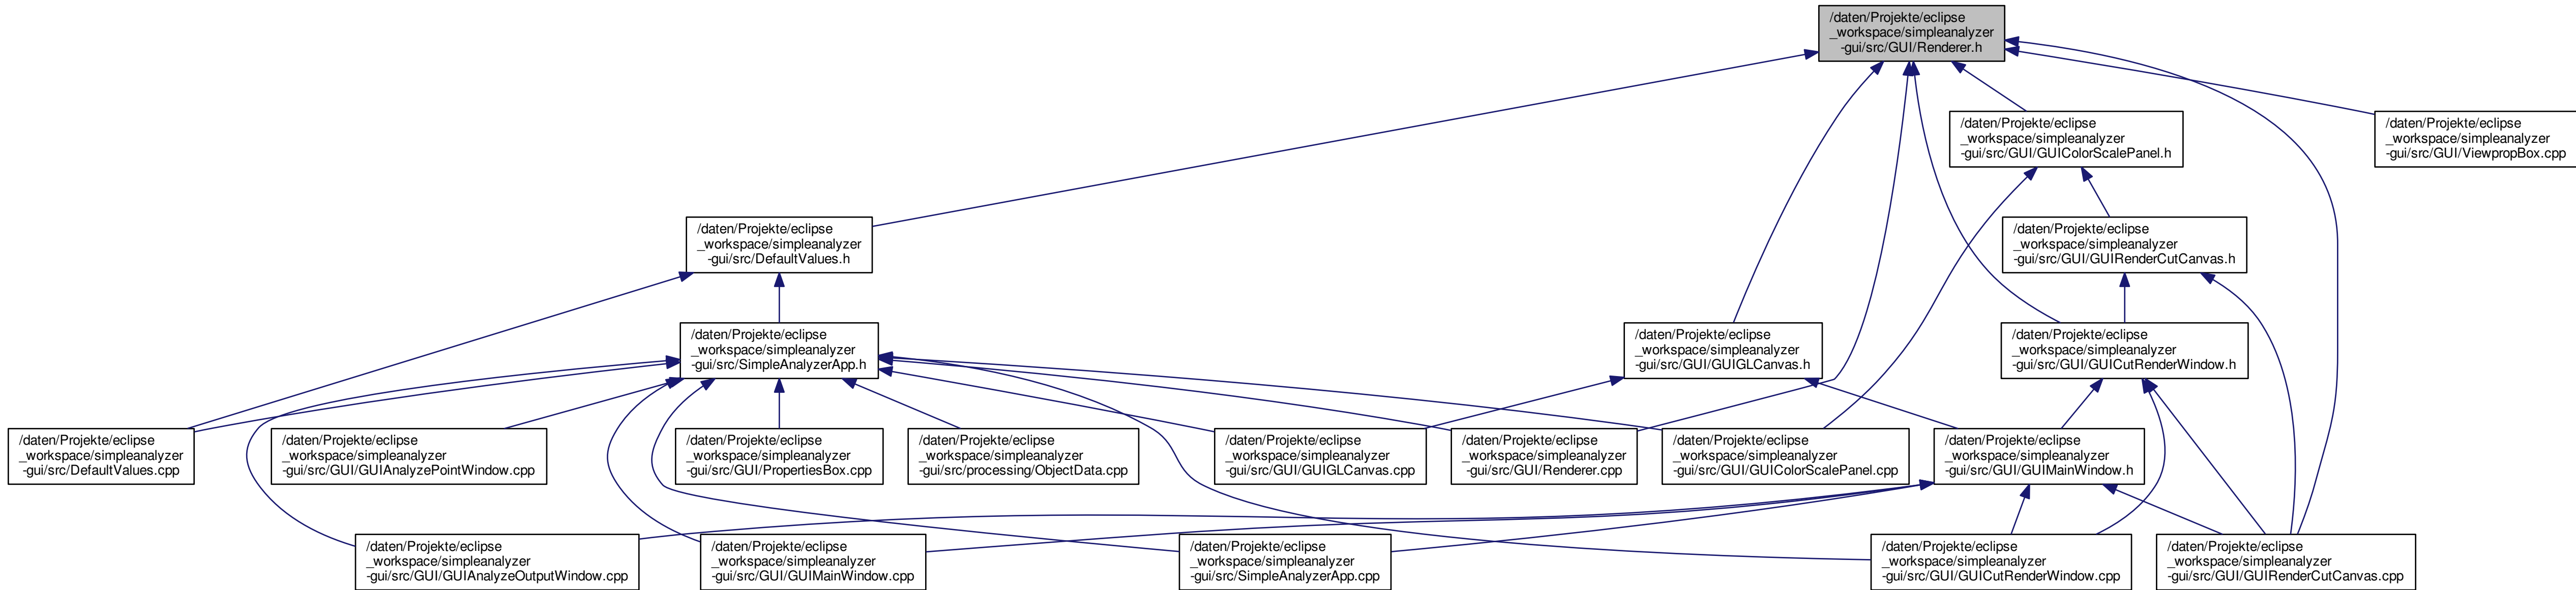 /daten/Projekte/eclipse
_workspace/simpleanalyzer
-gui/src/GUI/Renderer.h
/daten/Projekte/eclipse
_workspace/simpleanalyzer
-gui/src/GUI/GUIColorScalePanel.h
/daten/Projekte/eclipse
_workspace/simpleanalyzer
-gui/src/GUI/ViewpropBox.cpp
/daten/Projekte/eclipse
_workspace/simpleanalyzer
-gui/src/DefaultValues.h
/daten/Projekte/eclipse
_workspace/simpleanalyzer
-gui/src/GUI/GUIRenderCutCanvas.h
/daten/Projekte/eclipse
_workspace/simpleanalyzer
-gui/src/SimpleAnalyzerApp.h
/daten/Projekte/eclipse
_workspace/simpleanalyzer
-gui/src/GUI/GUIGLCanvas.h
/daten/Projekte/eclipse
_workspace/simpleanalyzer
-gui/src/GUI/GUICutRenderWindow.h
/daten/Projekte/eclipse
_workspace/simpleanalyzer
-gui/src/DefaultValues.cpp
/daten/Projekte/eclipse
_workspace/simpleanalyzer
-gui/src/GUI/GUIAnalyzePointWindow.cpp
/daten/Projekte/eclipse
_workspace/simpleanalyzer
-gui/src/GUI/PropertiesBox.cpp
/daten/Projekte/eclipse
_workspace/simpleanalyzer
-gui/src/processing/ObjectData.cpp
/daten/Projekte/eclipse
_workspace/simpleanalyzer
-gui/src/GUI/GUIGLCanvas.cpp
/daten/Projekte/eclipse
_workspace/simpleanalyzer
-gui/src/GUI/Renderer.cpp
/daten/Projekte/eclipse
_workspace/simpleanalyzer
-gui/src/GUI/GUIColorScalePanel.cpp
/daten/Projekte/eclipse
_workspace/simpleanalyzer
-gui/src/GUI/GUIMainWindow.h
/daten/Projekte/eclipse
_workspace/simpleanalyzer
-gui/src/GUI/GUIAnalyzeOutputWindow.cpp
/daten/Projekte/eclipse
_workspace/simpleanalyzer
-gui/src/GUI/GUIMainWindow.cpp
/daten/Projekte/eclipse
_workspace/simpleanalyzer
-gui/src/SimpleAnalyzerApp.cpp
/daten/Projekte/eclipse
_workspace/simpleanalyzer
-gui/src/GUI/GUICutRenderWindow.cpp
/daten/Projekte/eclipse
_workspace/simpleanalyzer
-gui/src/GUI/GUIRenderCutCanvas.cpp